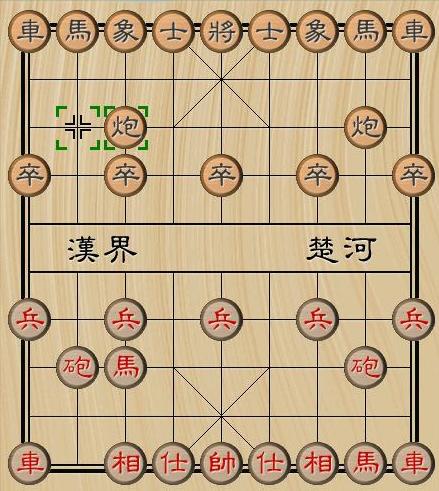 車馬象士將士象馬車
炮炮
卒卒卒卒卒
漢界 楚河
兵兵兵兵兵
砲馬砲
車相仕帥仕相馬車